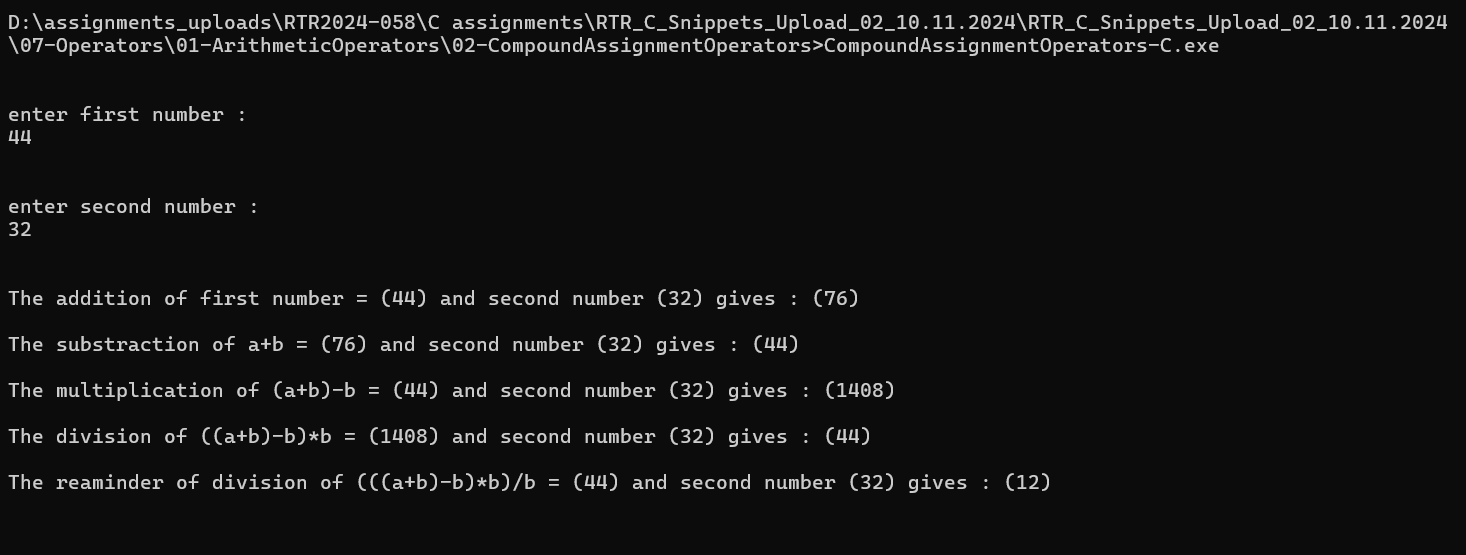 D:\assignments_uploads\RTR2024-058\C assignments\RTR_C_Snippets_Upload_02_10.11.2024\RTR_C_Snippets_Upload_02_10.11.2024
\07-Operators\01-ArithmeticOperators\02-CompoundAssignmentOperators>CompoundAssignmentOperators-C.exe
enter first number :
44
enter second number :
32
The addition of first number = (44) and second number (32) gives : (76)
The substraction of a+b = (76) and second number (32) gives : (44)
The multiplication of (a+b)-b = (44) and second number (32) gives : (1408)
The division of ((a+b)-b)*b = (1408) and second number (32) gives : (44)
The reaminder of division of (((a+b)-b)*b)/b = (44) and second number (32) gives : (12)